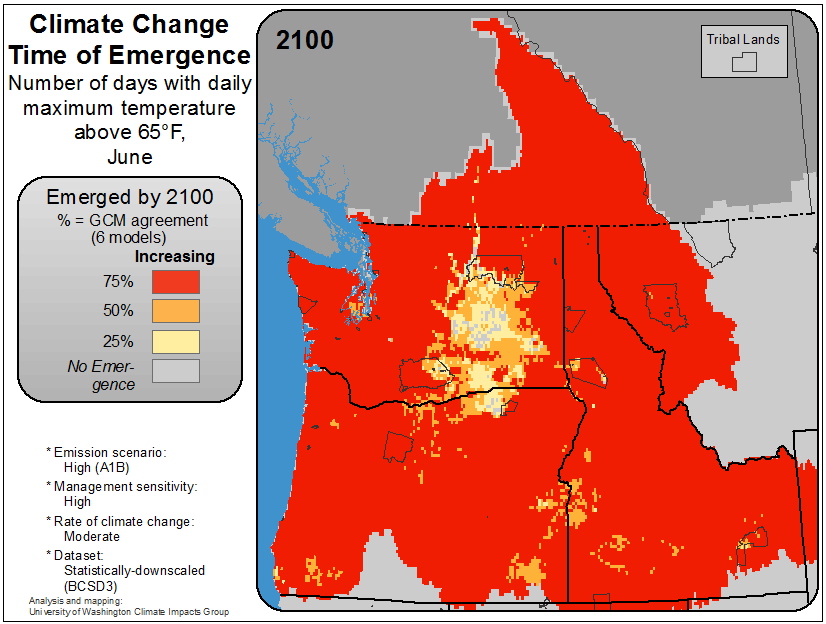 Climate Change
Time of Emergence
Number of days with daily
maximum temperature
above 65°F,
June
Emerged by 2100
% = GCM agreement
(6 models)
Increasing
75%
50%
25%
No Emer-
gence
* Emission scenario:
High (A1B)
* Management sensitivity:
High
* Rate of climate change:
Moderate
* Dataset:
Statistically-downscaled
(BCSD3)
Analysis and mapping:
University of Washington Climate Impacts Group
2100
Tribal Lands